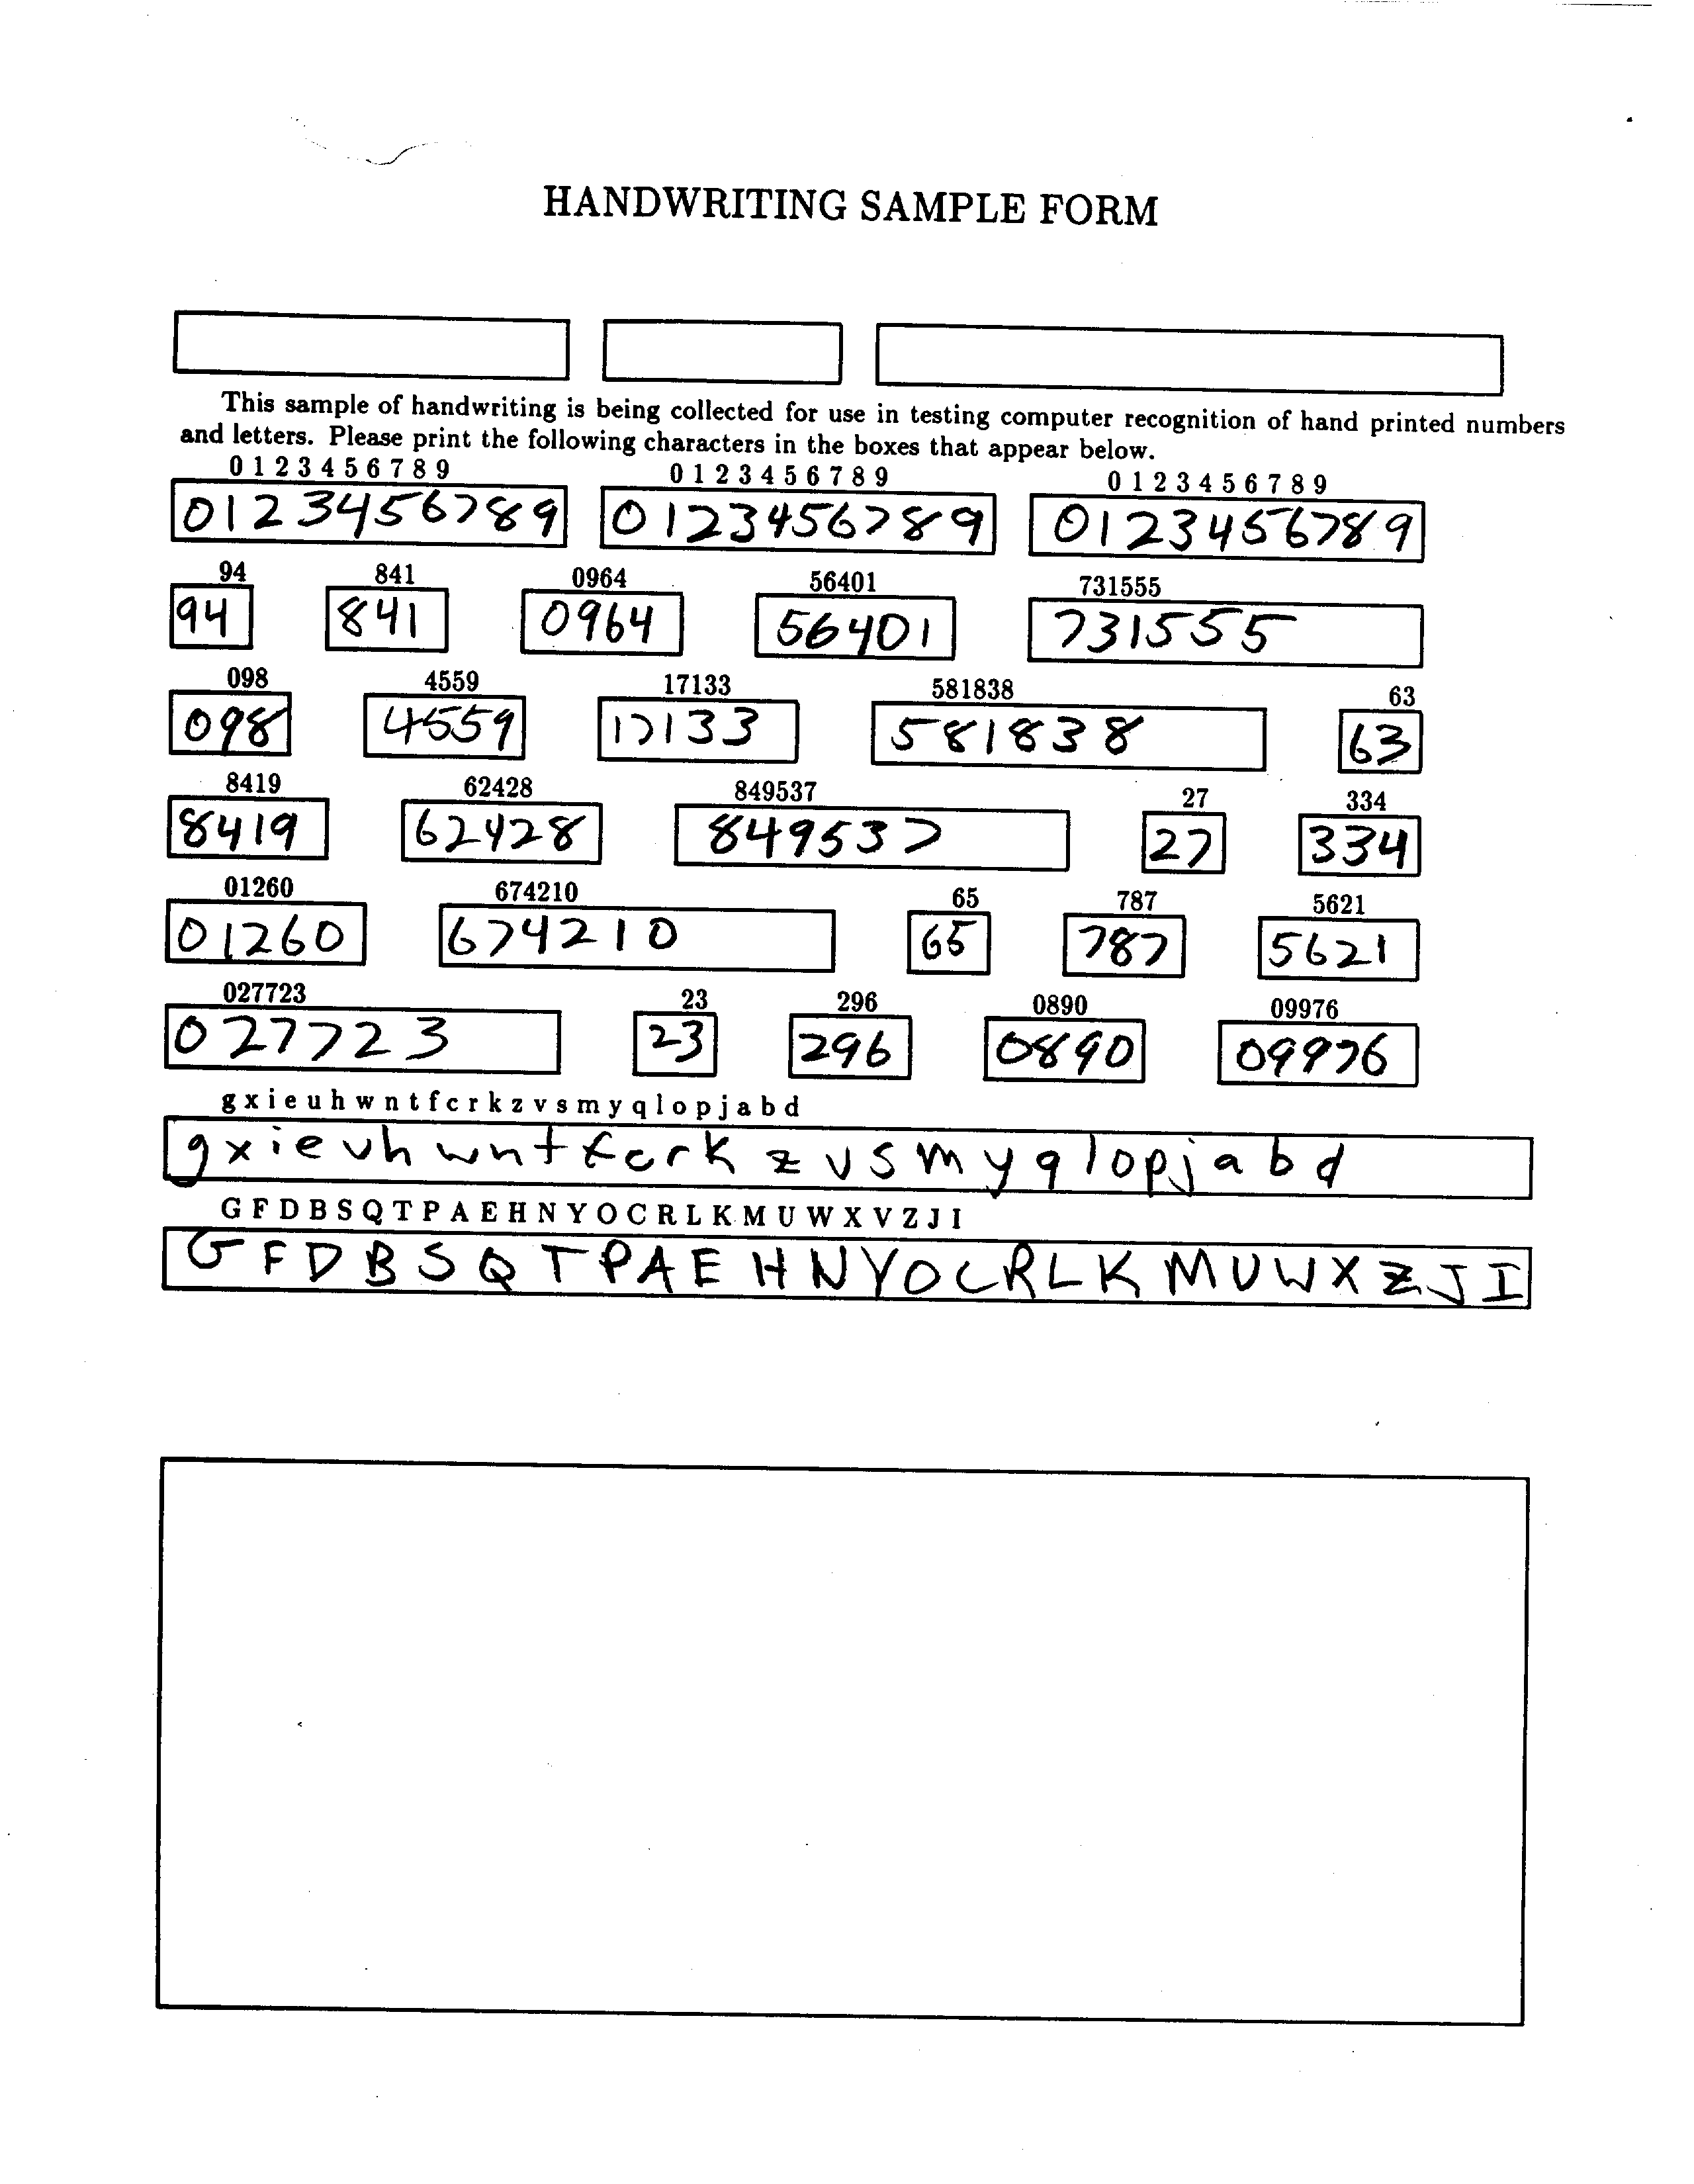 HANDWRITING SAMPLE FORM
This sample of handwriting is being collected for use in testing computer recognition of hand printed numbers
and letters. Please print the following characters in the boxes that appear below.
0 1 2 3 4 5 6 7 8 9 0 1 2 3 4 5 6 7 8 9 0 1 2 3 4 5 6 7 8 9
0123456789 0123456789 0123456789
94 841 0964 56401 731555
94 841 0964 56401 731555
098 4559 17133 581838 63
098 4559 17133 581838 63
8419 62428 849537 27 334
8419 62428 849537 27 334
01260 674210 65 787 5621
01260 674210 65 787 5621
027723 23 296 0890 09976
027723 23 296 0890 09976
g x i e u h w n t f c r k z v s m y q l o p j a b d
g x i e u h w n t f c r k z v s m y q l o p j a b d
G F D B S Q T P A E H N Y O C R L K M U W X V Z J I
G F D B S Q T P A E H N Y O C R L K M U W X Z J I